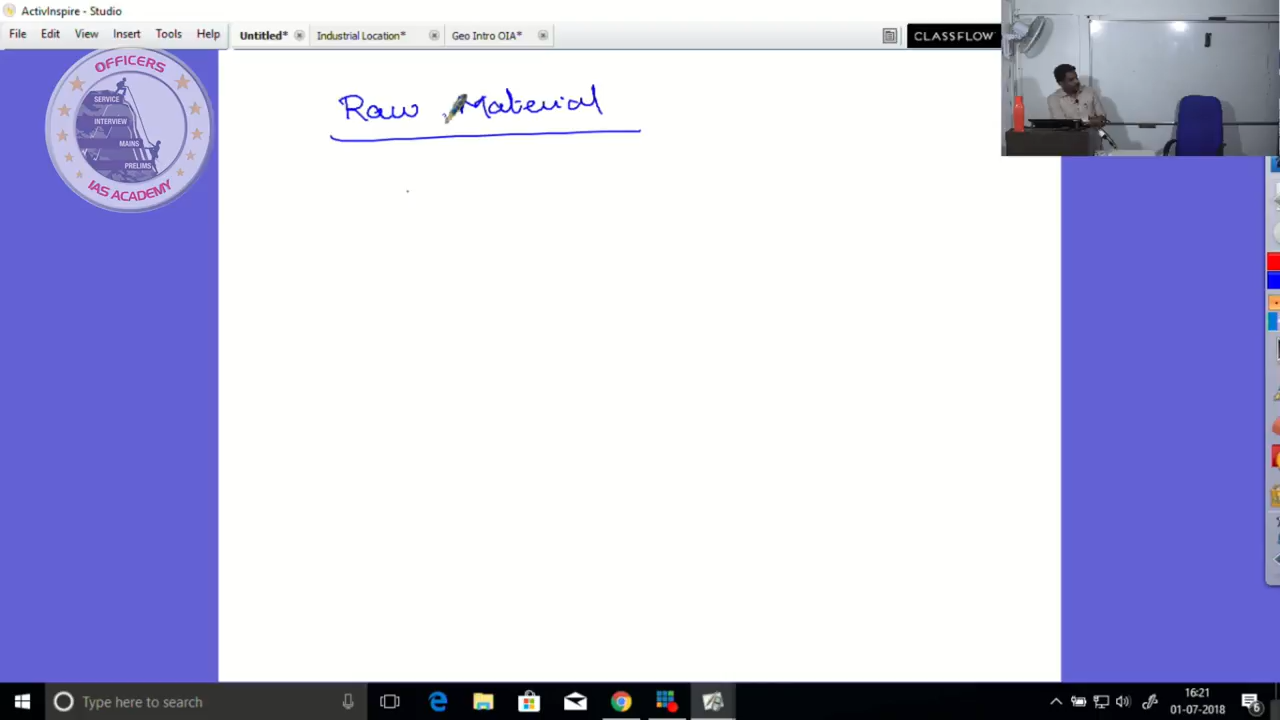 ActivInspire - Studio
File Edit View Insert Tools Help
Untitled* Industrial Location* Geo Intro OIA* CLASSFLOW
OFFICERS
SERVICE
INTERVIEW
MAINS
PRELIMS
IAS ACADEMY
Raw Material
Type here to search
16:21
01-07-2018
6